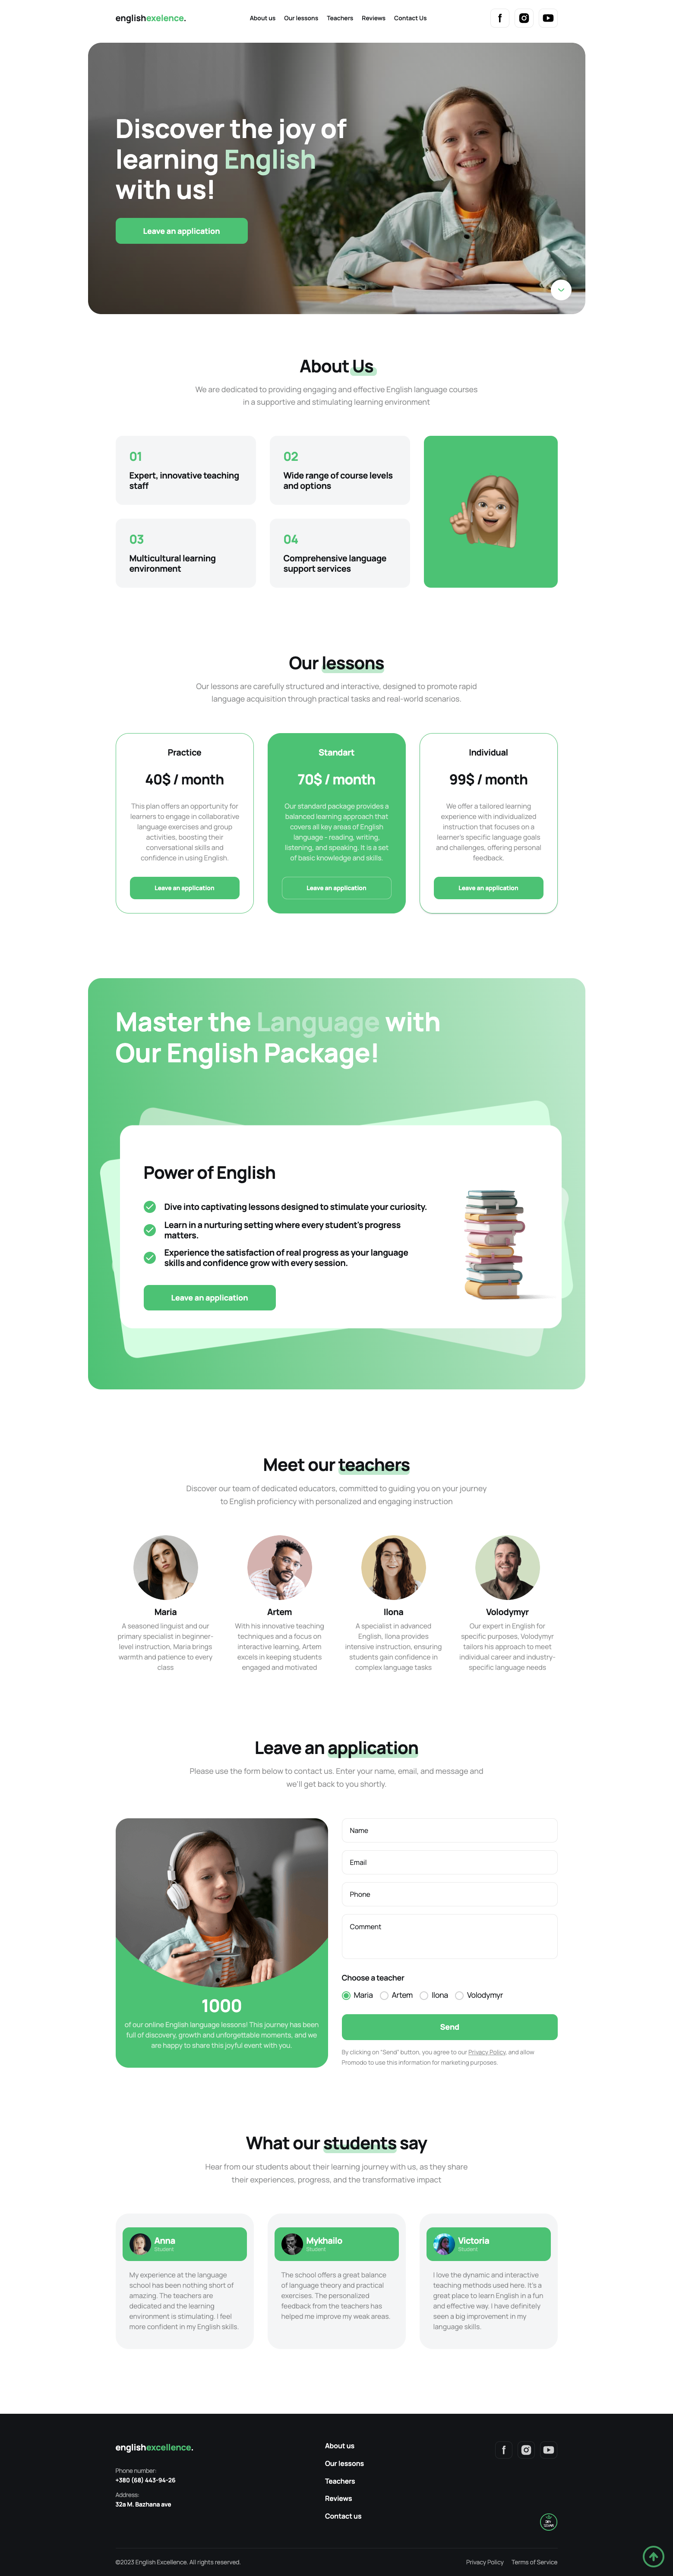 englishexelence.
About us
Our lessons
Teachers
Reviews
Contact Us
Discover the joy of
learning English
with us!
Leave an application
About Us
We are dedicated to providing engaging and effective English language courses
in a supportive and stimulating learning environment
01
Expert, innovative teaching
staff
02
Wide range of course levels
and options
03
Multicultural learning
environment
04
Comprehensive language
support services
Our lessons
Our lessons are carefully structured and interactive, designed to promote rapid
language acquisition through practical tasks and real-world scenarios.
Practice
40$ / month
This plan offers an opportunity for
learners to engage in collaborative
language exercises and group
activities, boosting their
conversational skills and
confidence in using English.
Leave an application
Standart
70$ / month
Our standard package provides a
balanced learning approach that
covers all key areas of English
language - reading, writing,
listening, and speaking. It is a set
of basic knowledge and skills.
Leave an application
Individual
99$ / month
We offer a tailored learning
experience with individualized
instruction that focuses on a
learner's specific language goals
and challenges, offering personal
feedback.
Leave an application
Master the Language with
Our English Package!
Power of English
Dive into captivating lessons designed to stimulate your curiosity.
Learn in a nurturing setting where every student's progress
matters.
Experience the satisfaction of real progress as your language
skills and confidence grow with every session.
Leave an application
Meet our teachers
Discover our team of dedicated educators, committed to guiding you on your journey
to English proficiency with personalized and engaging instruction
Maria
A seasoned linguist and our
primary specialist in beginner-
level instruction, Maria brings
warmth and patience to every
class
Artem
With his innovative teaching
techniques and a focus on
interactive learning, Artem
excels in keeping students
engaged and motivated
Ilona
A specialist in advanced
English, Ilona provides
intensive instruction, ensuring
students gain confidence in
complex language tasks
Volodymyr
Our expert in English for
specific purposes, Volodymyr
tailors his approach to meet
individual career and industry-
specific language needs
Leave an application
Please use the form below to contact us. Enter your name, email, and message and
we'll get back to you shortly.
1000
of our online English language lessons! This journey has been
full of discovery, growth and unforgettable moments, and we
are happy to share this joyful event with you.
Name
Email
Phone
Comment
Choose a teacher
Maria
Artem
Ilona
Volodymyr
Send
By clicking on "Send" button, you agree to our Privacy Policy, and allow
Promodo to use this information for marketing purposes.
What our students say
Hear from our students about their learning journey with us, as they share
their experiences, progress, and the transformative impact
Anna
Student
My experience at the language
school has been nothing short of
amazing. The teachers are
dedicated and the learning
environment is stimulating. I feel
more confident in my English skills.
Mykhailo
Student
The school offers a great balance
of language theory and practical
exercises. The personalized
feedback from the teachers has
helped me improve my weak areas.
Victoria
Student
I love the dynamic and interactive
teaching methods used here. It's a
great place to learn English in a fun
and effective way. I have definitely
seen a big improvement in my
language skills.
englishexcellence.
Phone number:
+380 (68) 443-94-26
Address:
32a M. Bazhana ave
About us
Our lessons
Teachers
Reviews
Contact us
©2023 English Excellence. All rights reserved.
Privacy Policy
Terms of Service